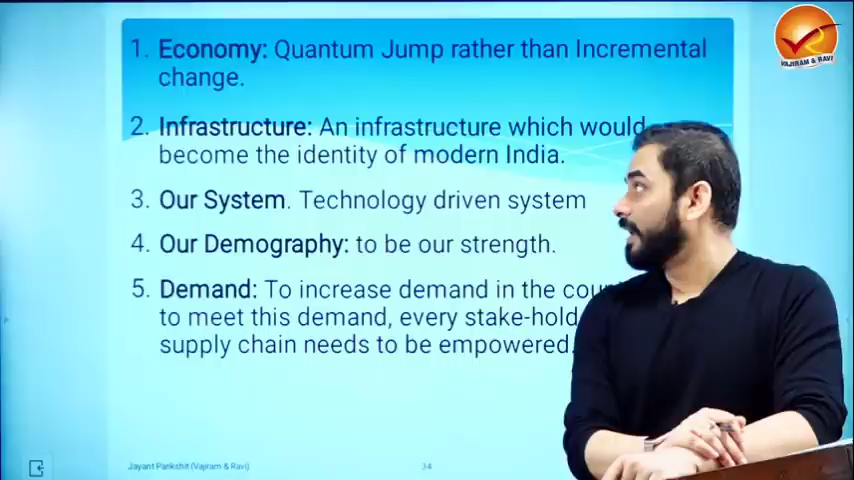 1. Economy: Quantum Jump rather than Incremental
change.
2. Infrastructure: An infrastructure which would
become the identity of modern India.
3. Our System. Technology driven system
4. Our Demography: to be our strength.
5. Demand: To increase demand in the
to meet this demand, every
supply chain needs to be empowered.
Jayant Parikshit (Vajiram & Ravi)
34
VAJIRAM & RAVI